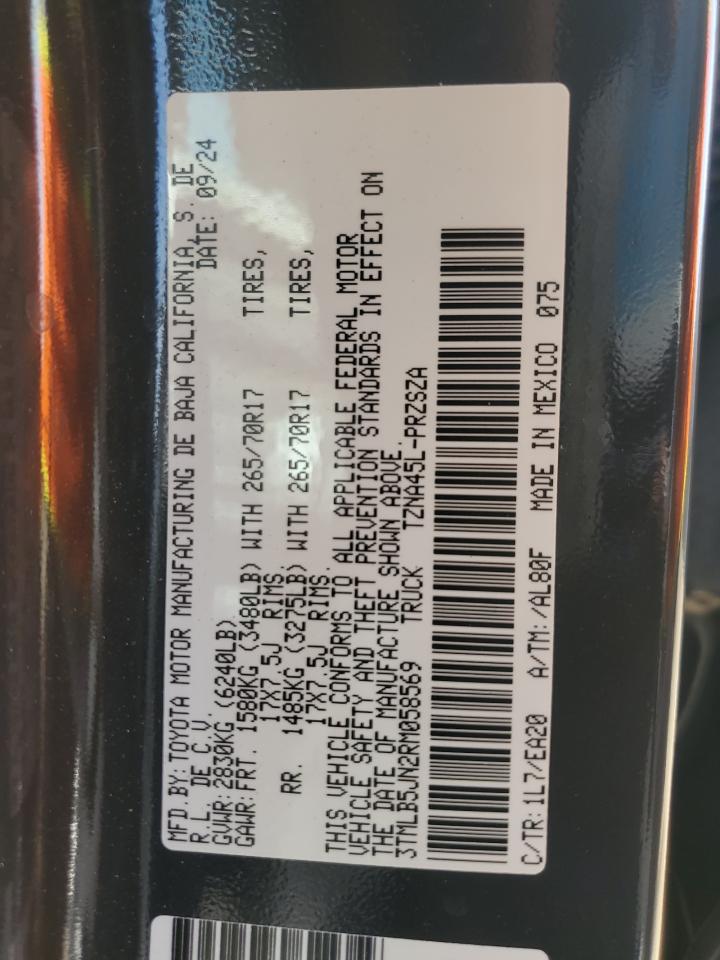 MFD.BY:TOYOTA MOTOR MANUFACTURING DE BAJA CALIFORNIA, S. DE
R.L. DE C.V. DATE: 09/24
GVWR:2830KG (6240LB)
GAWR:FRT. 1580KG (3480LB) WITH 265/70R17 TIRES,
17X7.5J RIMS
RR. 1485KG (3275LB) WITH 265/70R17 TIRES,
17X7.5J RIMS.
THIS VEHICLE CONFORMS TO ALL APPLICABLE FEDERAL MOTOR
VEHICLE SAFETY AND THEFT PREVENTION STANDARDS IN EFFECT ON
THE DATE OF MANUFACTURE SHOWN ABOVE.
3TMLB5JN2RM058569 TRUCK TZNA45L-PRZSZA
C/TR:1L7/EA20 A/TM:/AL80F MADE IN MEXICO 075